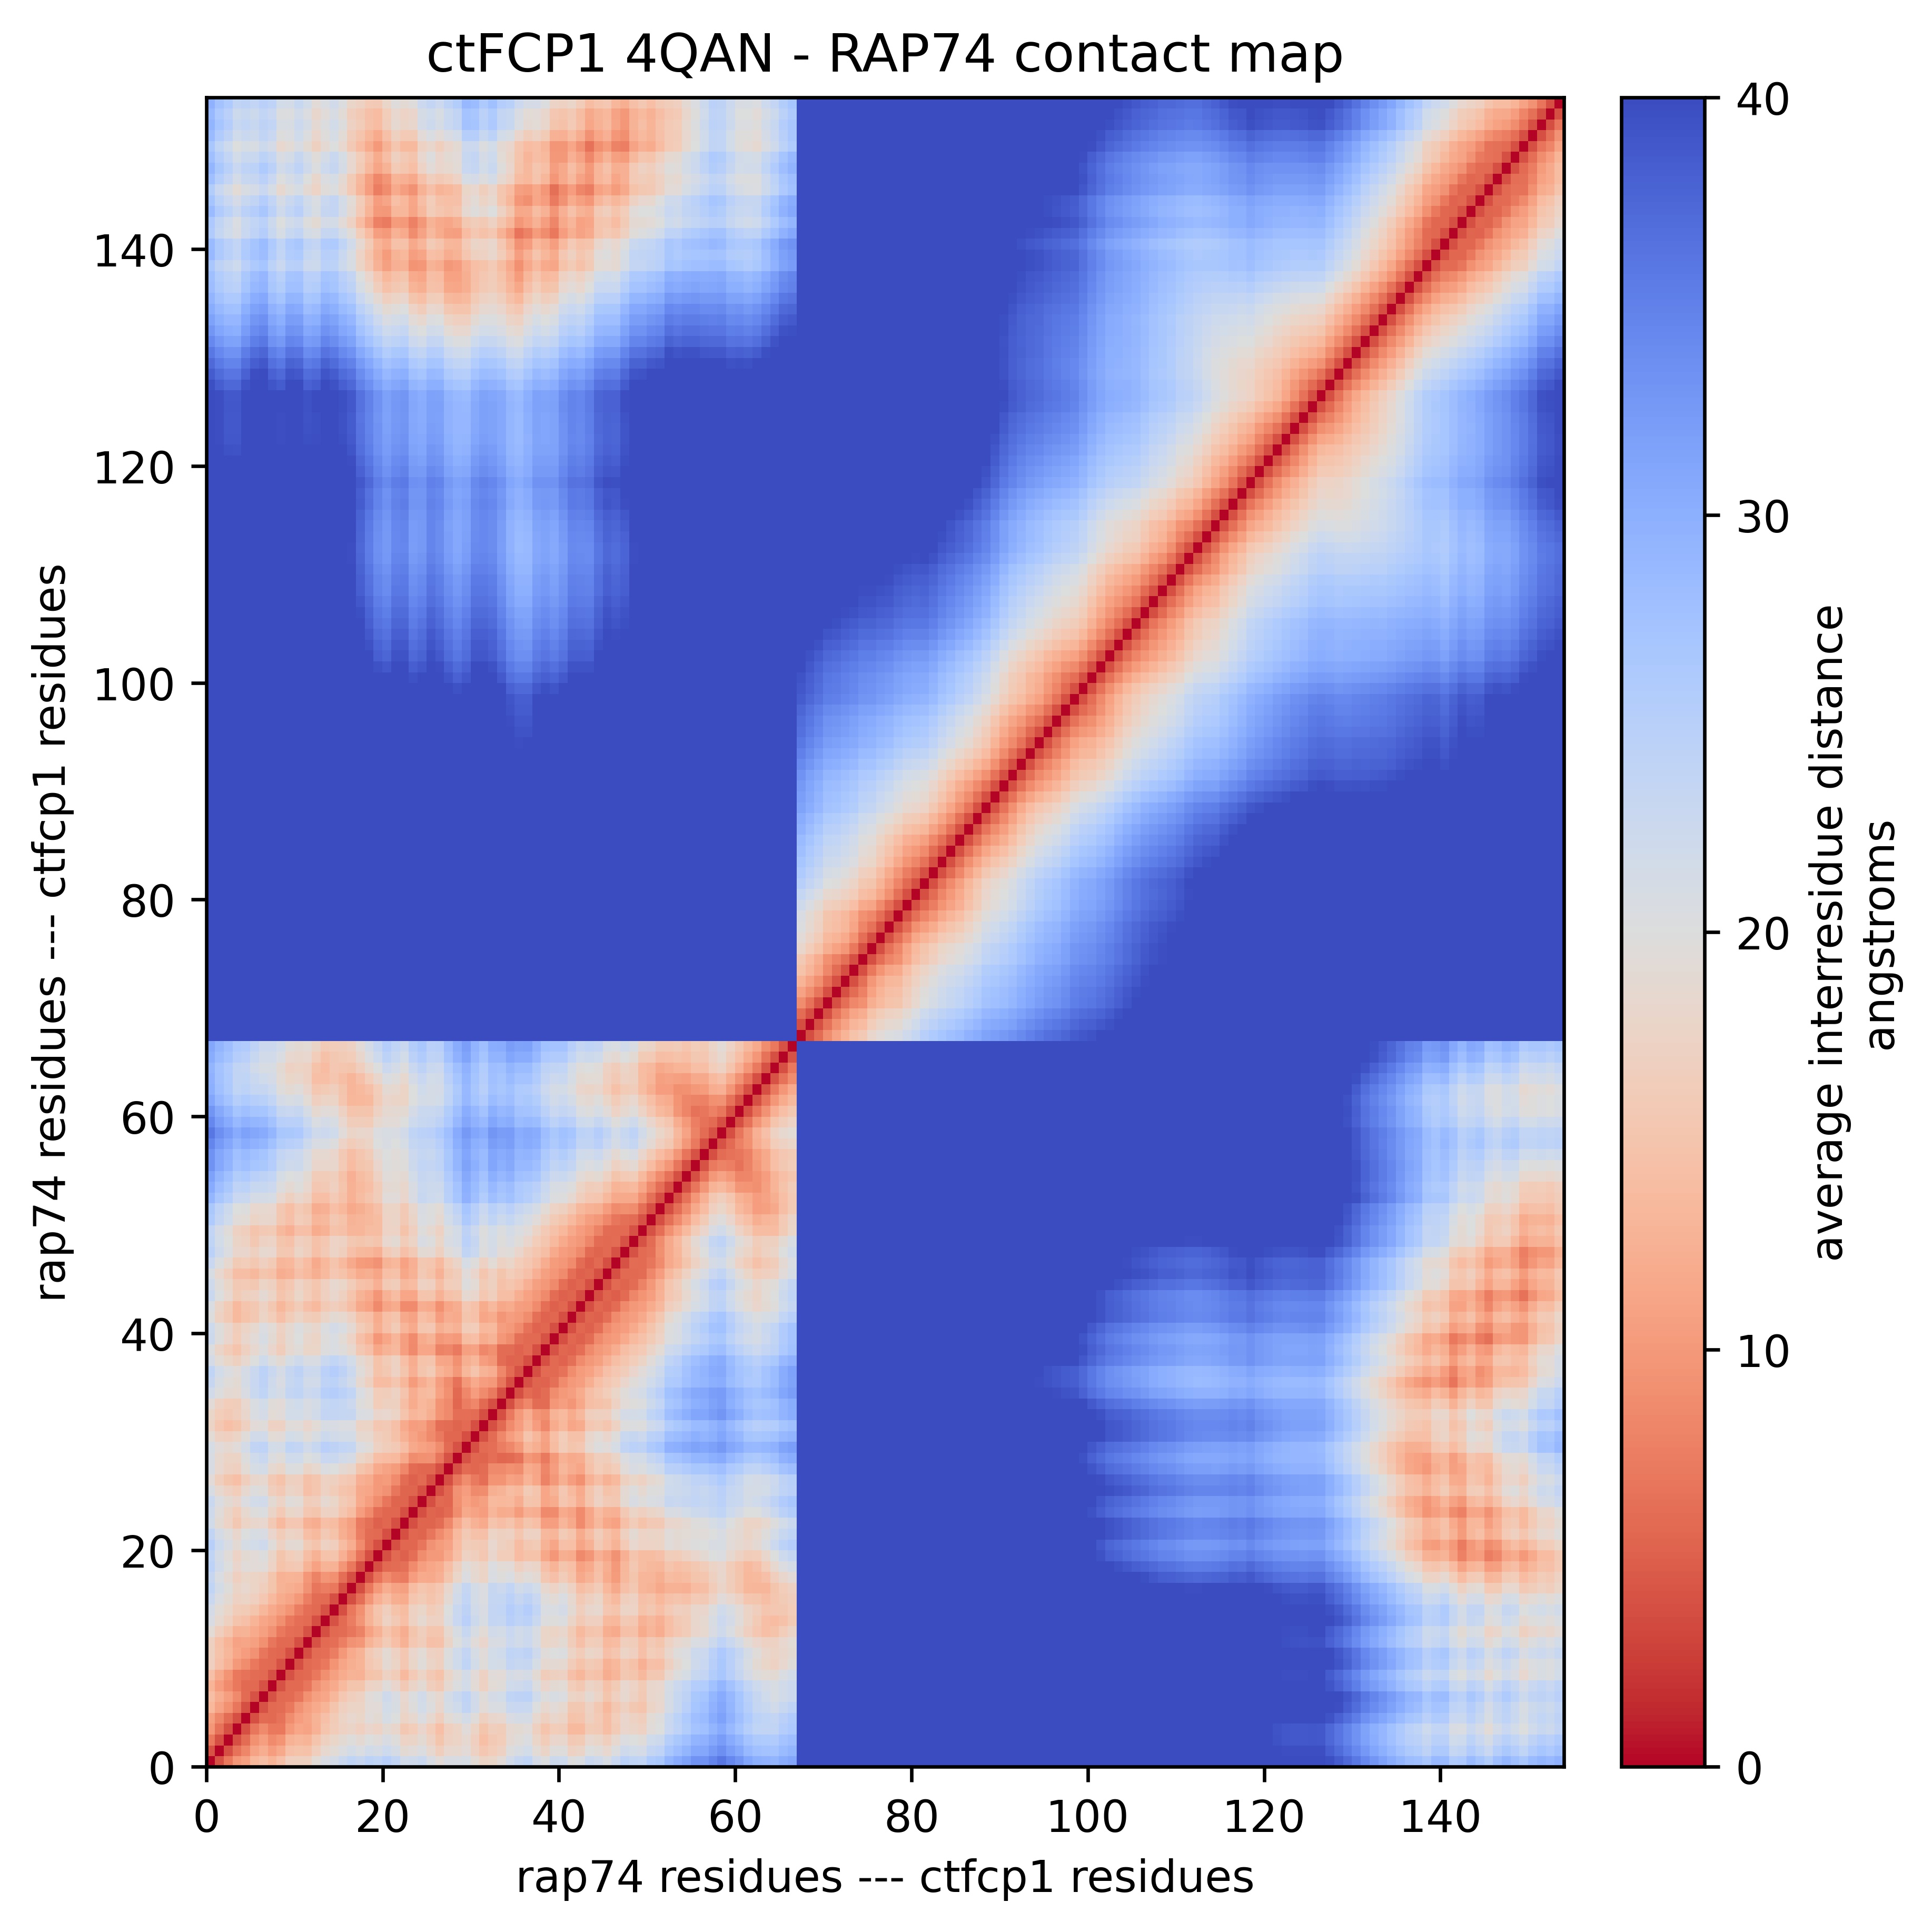 ctFCP1 4QAN - RAP74 contact map
rap74 residues --- ctfcp1 residues
140
120
100
80
60
40
20
0
0 20 40 60 80 100 120 140
rap74 residues --- ctfcp1 residues
40
30
20
10
0
average interresidue distance
angstroms